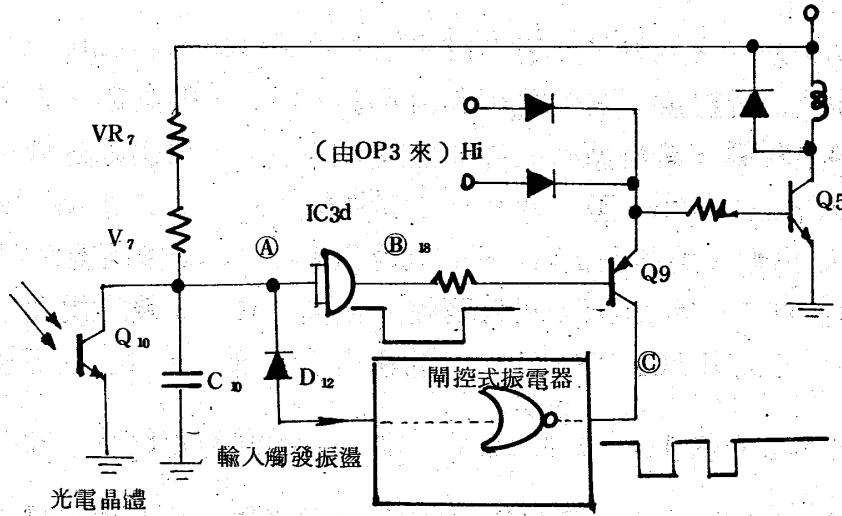 VR7
(由OP3 來)Hi
V7
IC3d
Q5
Ⓐ
Ⓑ 18
Q9
Q10
C10
D12
閘控式振電器
Ⓒ
輸入觸發振盪
光電晶體